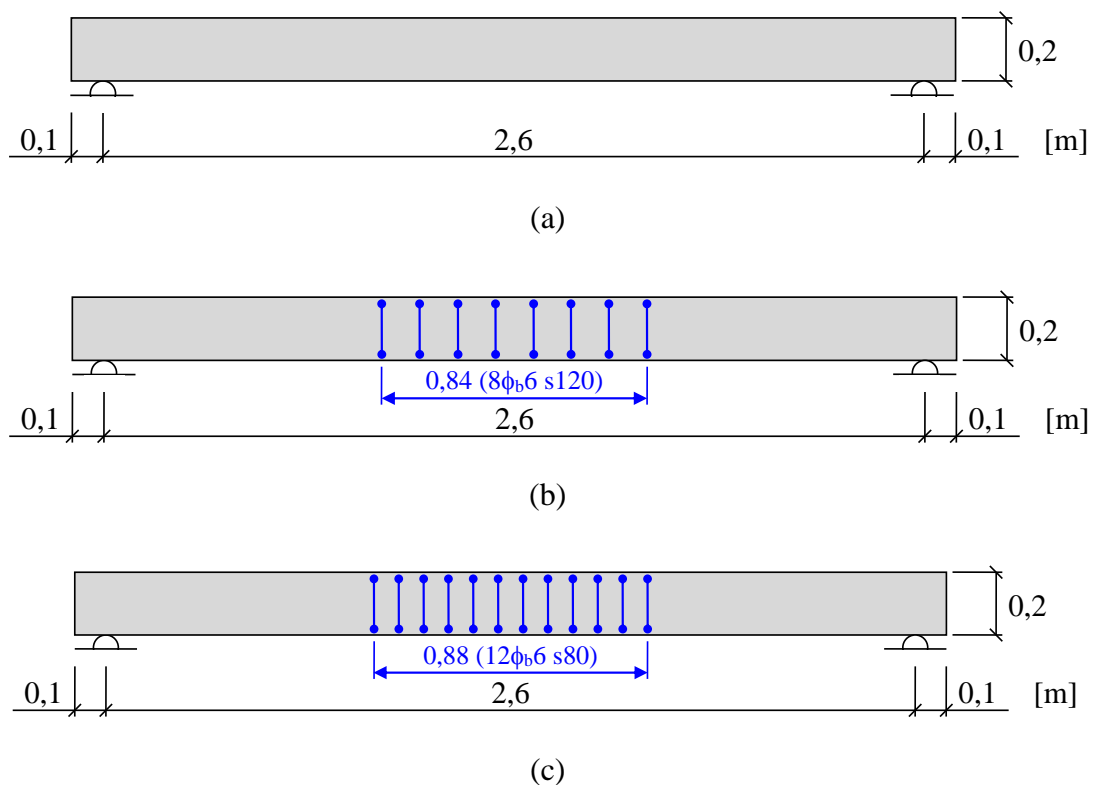 0,2
0,1 2,6 0,1 [m]
(a)
0,2
0,84 (8ϕb6 s120)
0,1 2,6 0,1 [m]
(b)
0,2
0,88 (12ϕb6 s80)
0,1 2,6 0,1 [m]
(c)